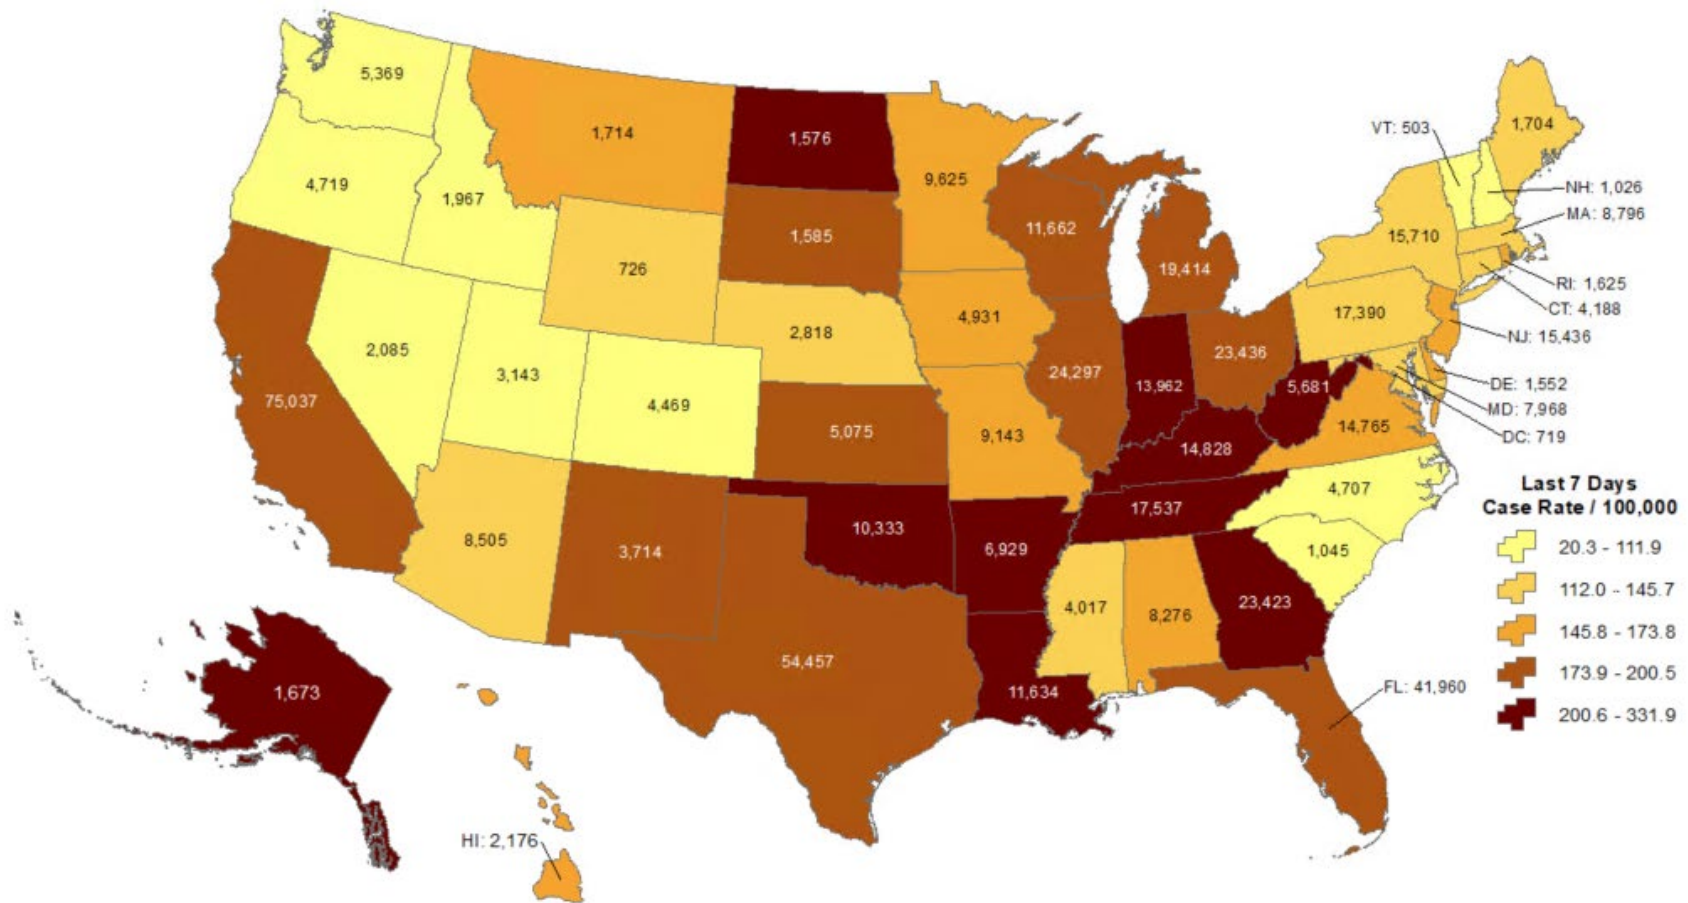 5,369
1,714
1,576
9,625
VT: 503
1,704
4,719
1,967
NH: 1,026
MA: 8,796
726
1,585
11,662
19,414
15,710
RI: 1,625
CT: 4,188
2,085
3,143
2,818
4,931
17,390
NJ: 15,436
75,037
4,469
5,075
24,297
13,962
23,436
5,681
DE: 1,552
MD: 7,968
DC: 719
9,143
14,828
14,765
8,505
3,714
10,333
6,929
17,537
4,707
1,045
4,017
8,276
23,423
54,457
11,634
FL: 41,960
1,673
HI: 2,176
Last 7 Days
Case Rate / 100,000
20.3 - 111.9
112.0 - 145.7
145.8 - 173.8
173.9 - 200.5
200.6 - 331.9